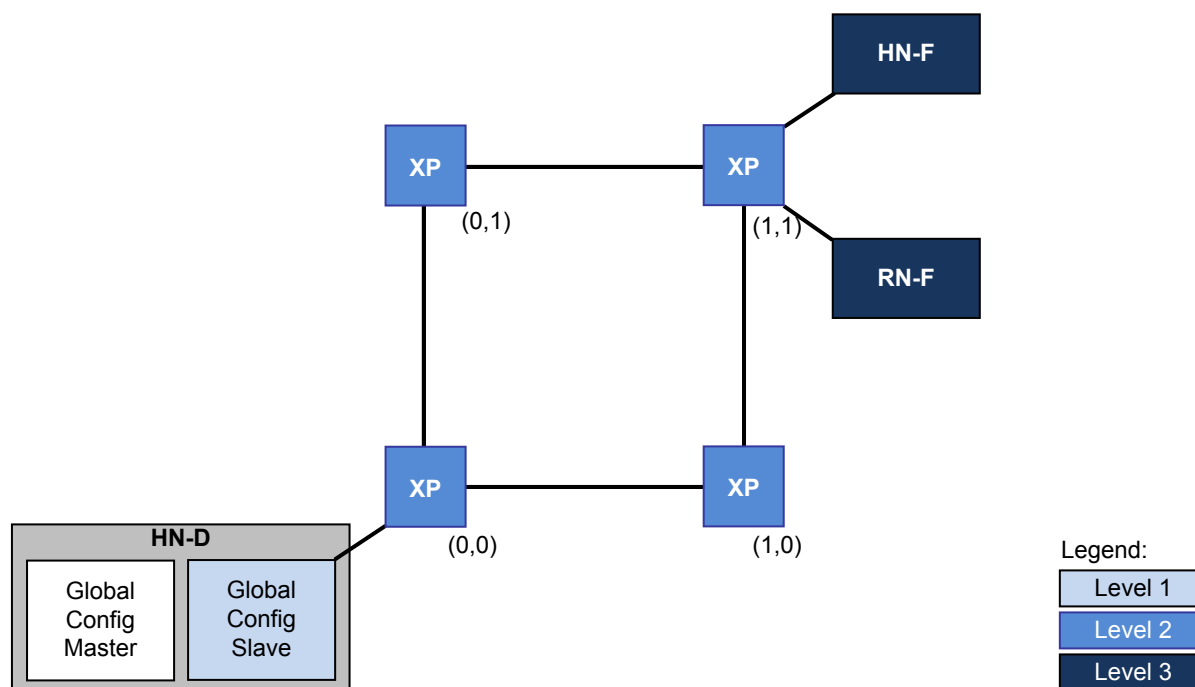 HN-F
XP
XP
(0,1)
(1,1)
RN-F
XP
XP
(0,0)
(1,0)
HN-D
Global
Config
Master
Global
Config
Slave
Legend:
Level 1
Level 2
Level 3